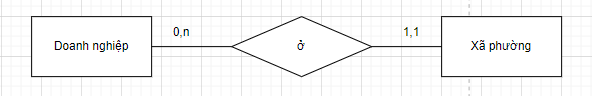 Doanh nghiệp
0,n
ở
1,1
Xã phường